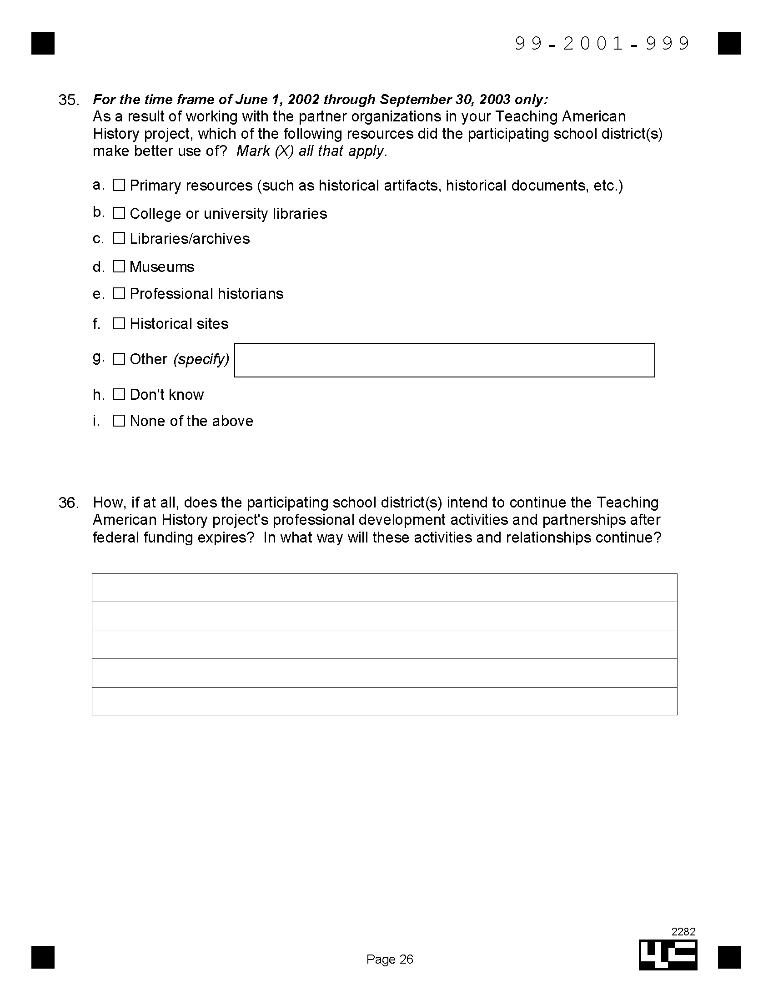 99-2001-999
35. For the time frame of June 1, 2002 through September 30, 2003 only:
As a result of working with the partner organizations in your Teaching American
History project, which of the following resources did the participating school district(s)
make better use of? Mark (X) all that apply.
a. Primary resources (such as historical artifacts, historical documents, etc.)
b. College or university libraries
c. Libraries/archives
d. Museums
e. Professional historians
f. Historical sites
g. Other (specify)
h. Don't know
i. None of the above
36. How, if at all, does the participating school district(s) intend to continue the Teaching
American History project's professional development activities and partnerships after
federal funding expires? In what way will these activities and relationships continue?
2282
Page 26